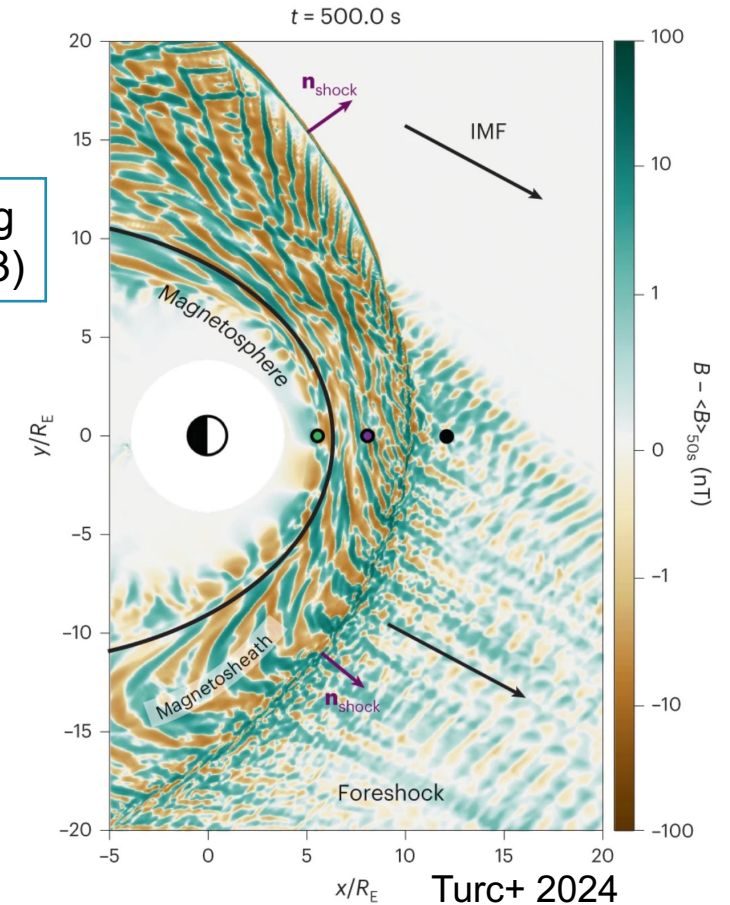 t = 500.0 s
g
3)
20
15
10
5
0
−5
−10
−15
−20
y/R_E
−5
0
5
10
15
20
x/R_E
n_shock
IMF
Magnetosphere
Magnetosheath
n_shock
Foreshock
100
10
1
0
−1
−10
−100
B − <B>_50s (nT)
Turc+ 2024